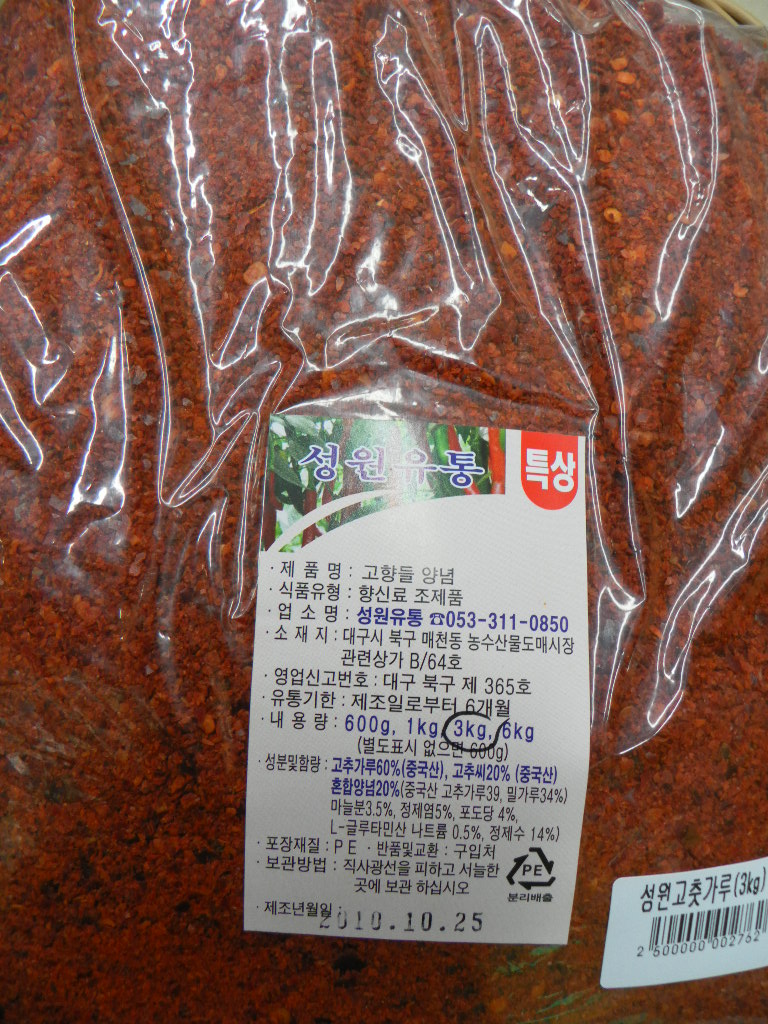 성원유통
특상
· 제 품 명 : 고향들 양념
· 식품유형 : 향신료 조제품
· 업 소 명 : 성원유통 ☎053-311-0850
· 소 재 지 : 대구시 북구 매천동 농수산물도매시장
관련상가 B/64호
· 영업신고번호 : 대구 북구 제 365호
· 유통기한 : 제조일로부터 6개월
· 내 용 량 : 600g, 1kg, 3kg, 6kg
(별도표시 없으면 600g)
· 성분및함량 : 고추가루60%(중국산), 고추씨20% (중국산)
혼합양념20%(중국산 고추가루39, 밀가루34%)
마늘분3.5%, 정제염5%, 포도당 4%,
L-글루타민산 나트륨 0.5%, 정제수 14%)
· 포장재질 : P E · 반품및교환 : 구입처
· 보관방법 : 직사광선을 피하고 서늘한
곳에 보관 하십시오
PE
분리배출
· 제조년월일 : 2010.10.25
성원고춧가루(3kg)
2 500000 002762